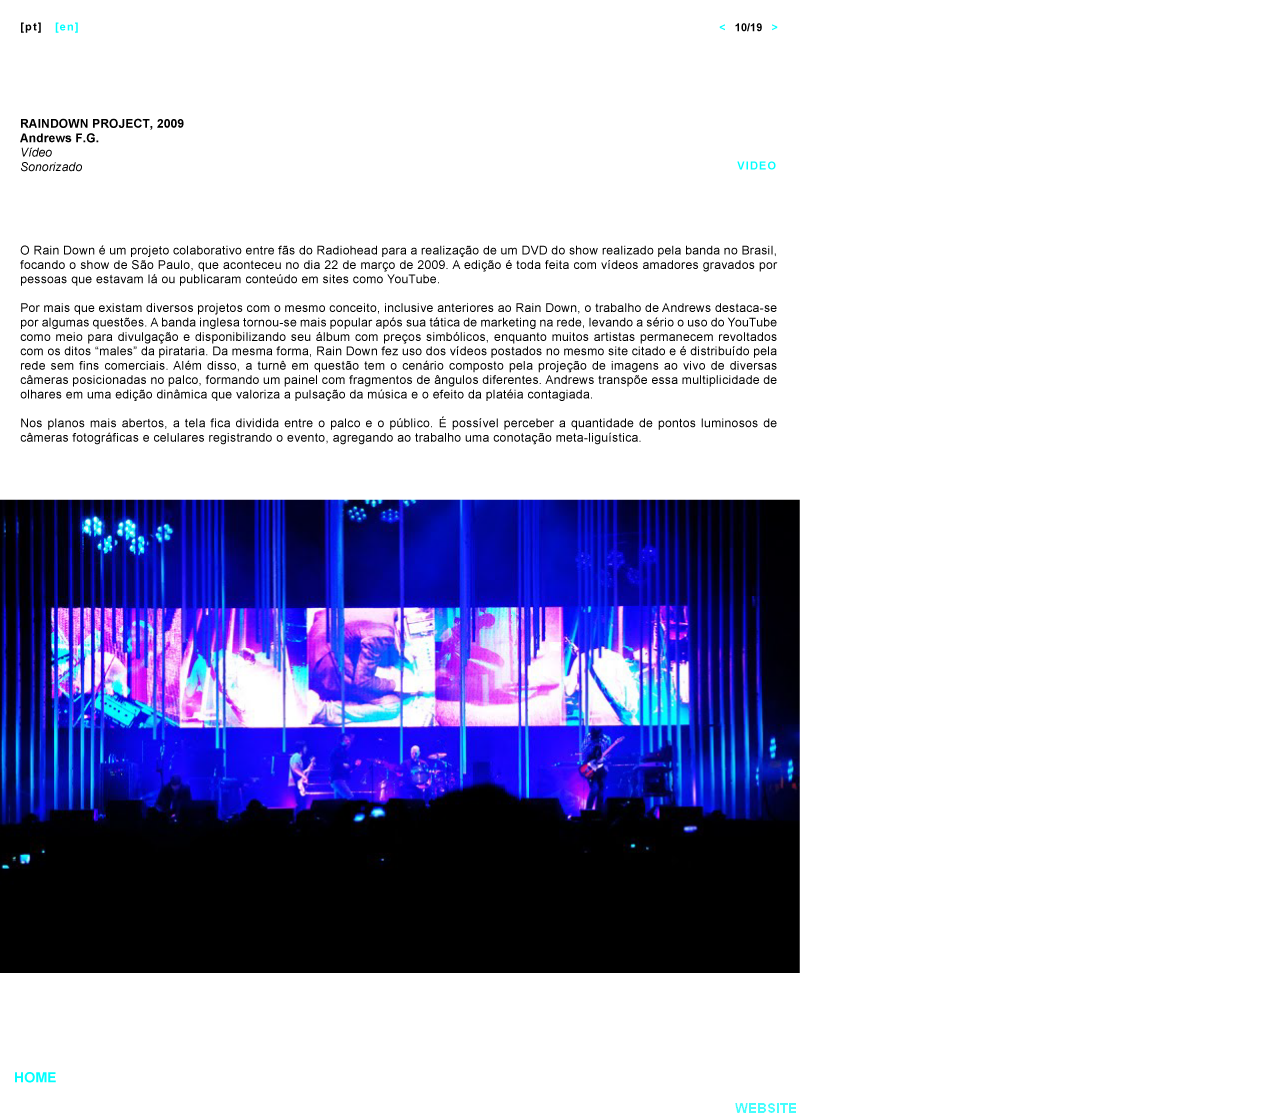 [pt] [en] < 10/19 >
RAINDOWN PROJECT, 2009
Andrews F.G.
Vídeo
Sonorizado
VIDEO
O Rain Down é um projeto colaborativo entre fãs do Radiohead para a realização de um DVD do show realizado pela banda no Brasil,
focando o show de São Paulo, que aconteceu no dia 22 de março de 2009. A edição é toda feita com vídeos amadores gravados por
pessoas que estavam lá ou publicaram conteúdo em sites como YouTube.
Por mais que existam diversos projetos com o mesmo conceito, inclusive anteriores ao Rain Down, o trabalho de Andrews destaca-se
por algumas questões. A banda inglesa tornou-se mais popular após sua tática de marketing na rede, levando a sério o uso do YouTube
como meio para divulgação e disponibilizando seu álbum com preços simbólicos, enquanto muitos artistas permanecem revoltados
com os ditos “males” da pirataria. Da mesma forma, Rain Down fez uso dos vídeos postados no mesmo site citado e é distribuído pela
rede sem fins comerciais. Além disso, a turnê em questão tem o cenário composto pela projeção de imagens ao vivo de diversas
câmeras posicionadas no palco, formando um painel com fragmentos de ângulos diferentes. Andrews transpõe essa multiplicidade de
olhares em uma edição dinâmica que valoriza a pulsação da música e o efeito da platéia contagiada.
Nos planos mais abertos, a tela fica dividida entre o palco e o público. É possível perceber a quantidade de pontos luminosos de
câmeras fotográficas e celulares registrando o evento, agregando ao trabalho uma conotação meta-liguística.
HOME
WEBSITE